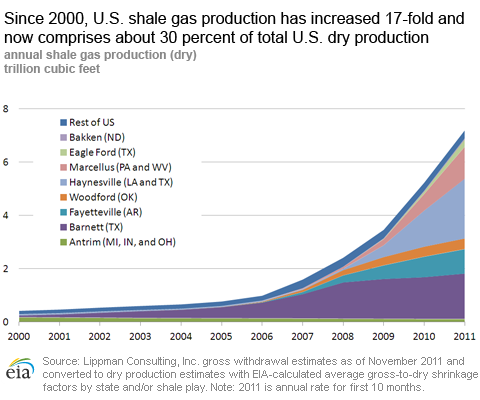 Since 2000, U.S. shale gas production has increased 17-fold and
now comprises about 30 percent of total U.S. dry production
annual shale gas production (dry)
trillion cubic feet
8
Rest of US
Bakken (ND)
Eagle Ford (TX)
6
Marcellus (PA and WV)
Haynesville (LA and TX)
Woodford (OK)
4
Fayetteville (AR)
Barnett (TX)
Antrim (MI, IN, and OH)
2
0
2000 2001 2002 2003 2004 2005 2006 2007 2008 2009 2010 2011
eia
Source: Lippman Consulting, Inc. gross withdrawal estimates as of November 2011 and
converted to dry production estimates with EIA-calculated average gross-to-dry shrinkage
factors by state and/or shale play. Note: 2011 is annual rate for first 10 months.